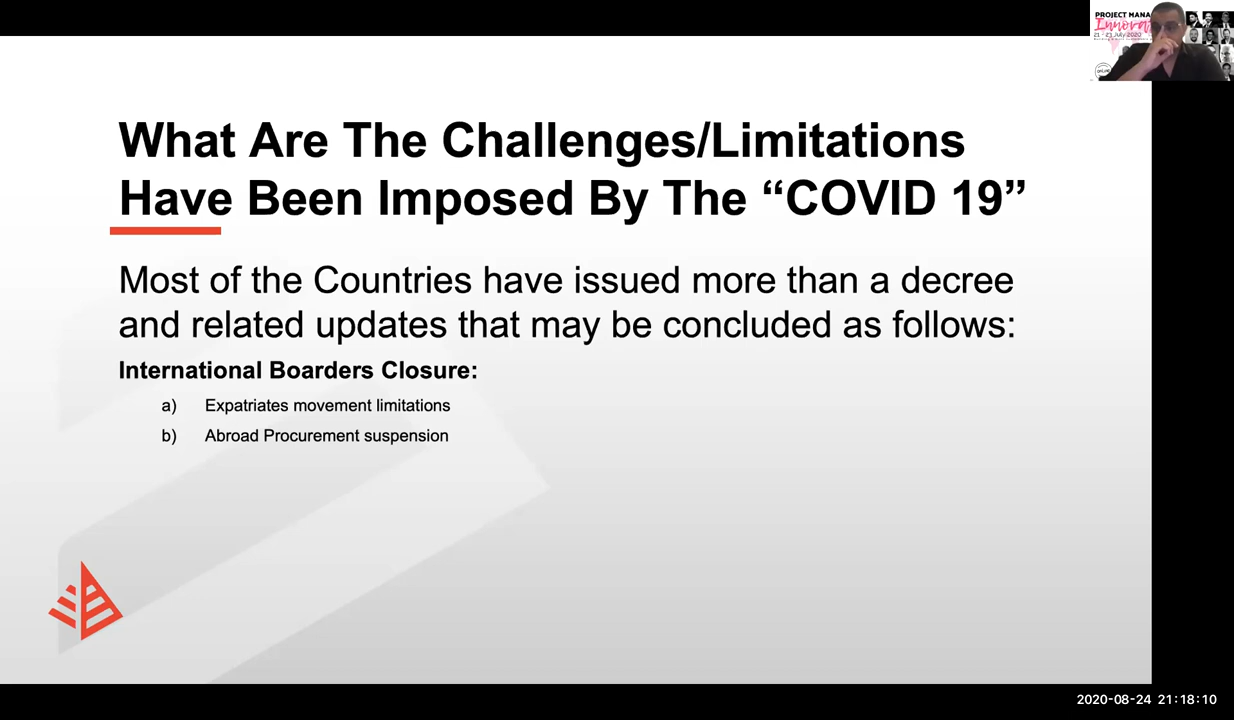 PROJECT MANA
Innova
21 - 23 July 2020
What Are The Challenges/Limitations
Have Been Imposed By The “COVID 19”
Most of the Countries have issued more than a decree
and related updates that may be concluded as follows:
International Boarders Closure:
a) Expatriates movement limitations
b) Abroad Procurement suspension
2020-08-24 21:18:10